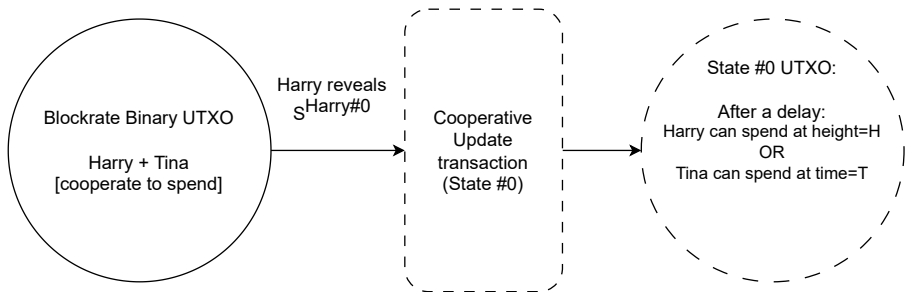 Blockrate Binary UTXO
Harry + Tina
[cooperate to spend]
Harry reveals
SHarry#0
Cooperative
Update
transaction
(State #0)
State #0 UTXO:
After a delay:
Harry can spend at height=H
OR
Tina can spend at time=T